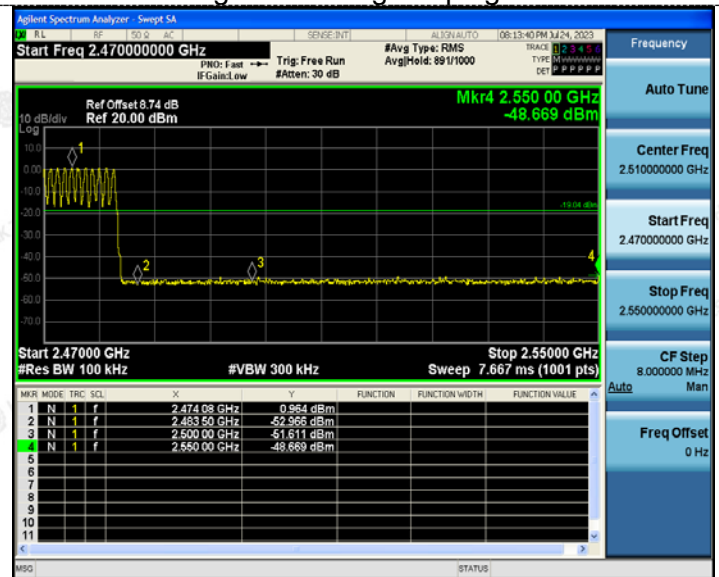 Agilent Spectrum Analyzer - Swept SA
RL RF 50 Ω AC SENSE:INT ALIGN AUTO 08:13:40 PM Jul 24, 2023
Start Freq 2.470000000 GHz
PNO: Fast
IFGain:Low
Trig: Free Run
#Atten: 30 dB
#Avg Type: RMS
Avg|Hold: 891/1000
TRACE 1 2 3 4 5 6
TYPE M WWWWW
DET P P P P P P
Ref Offset 8.74 dB
10 dB/div Ref 20.00 dBm
Log
Mkr4 2.550 00 GHz
-48.669 dBm
10.0
0.00
-10.0
-20.0
-30.0
-40.0
-50.0
-60.0
-70.0
1
2
3
4
-19.04 dBm
Start 2.47000 GHz Stop 2.55000 GHz
#Res BW 100 kHz #VBW 300 kHz Sweep 7.667 ms (1001 pts)
MKR MODE TRC SCL X Y FUNCTION FUNCTION WIDTH FUNCTION VALUE
1 N 1 f 2.474 08 GHz 0.964 dBm
2 N 1 f 2.483 50 GHz -52.966 dBm
3 N 1 f 2.500 00 GHz -51.611 dBm
4 N 1 f 2.550 00 GHz -48.669 dBm
5
6
7
8
9
10
11
MSG STATUS
Frequency
Auto Tune
Center Freq
2.510000000 GHz
Start Freq
2.470000000 GHz
Stop Freq
2.550000000 GHz
CF Step
8.000000 MHz
Auto Man
Freq Offset
0 Hz